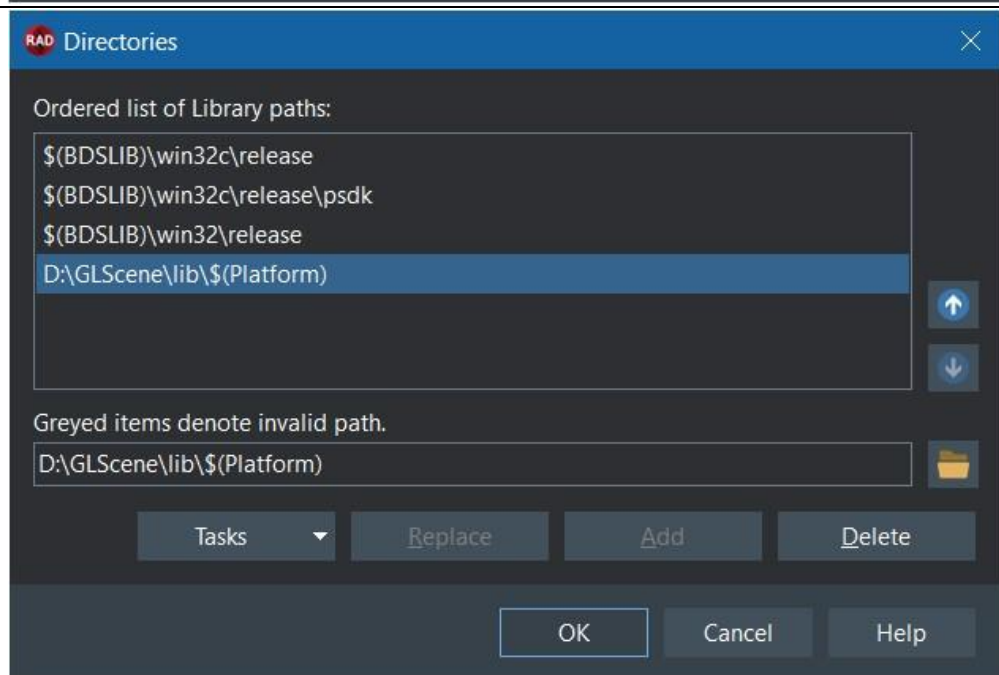 RAD Directories
Ordered list of Library paths:
$(BDSLIB)\win32c\release
$(BDSLIB)\win32c\release\psdk
$(BDSLIB)\win32\release
D:\GLScene\lib\$(Platform)
Greyed items denote invalid path.
D:\GLScene\lib\$(Platform)
Tasks Replace Add Delete
OK Cancel Help